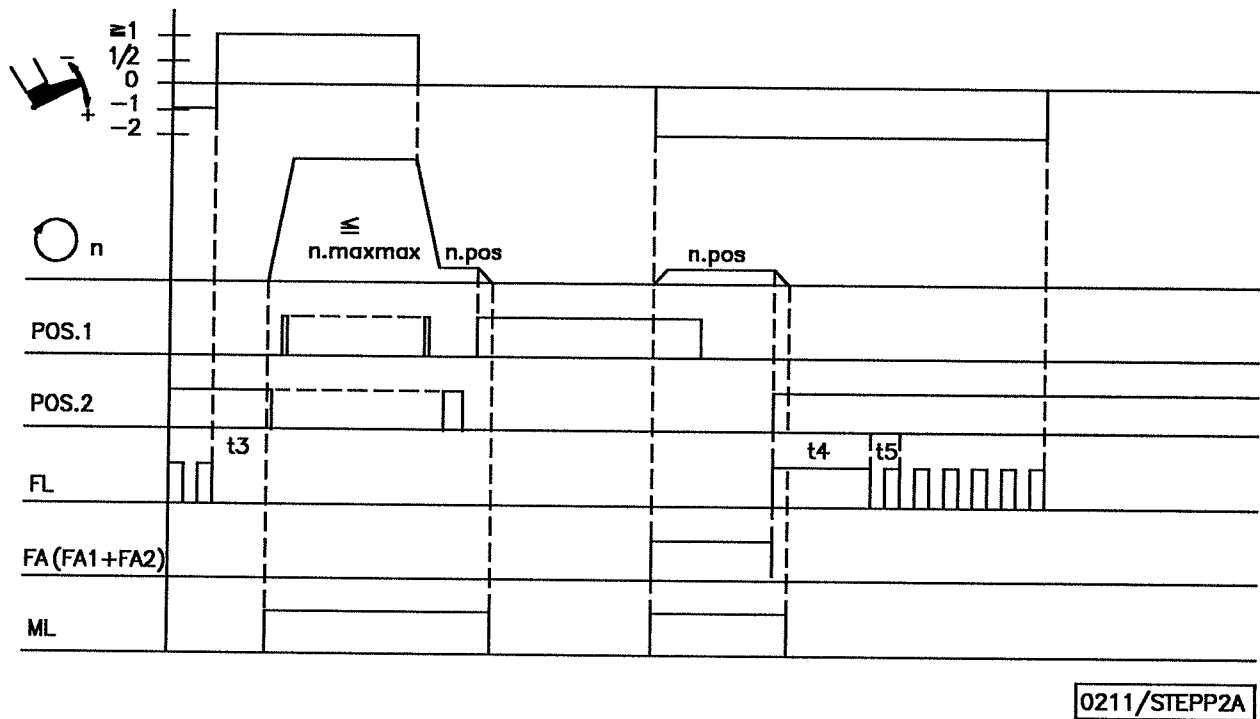 ≧1
1/2
0
−1
−2
−
+
n
≦
n.maxmax
n.pos
n.pos
POS.1
POS.2
t3
t4
t5
FL
FA(FA1+FA2)
ML
0211/STEPP2A